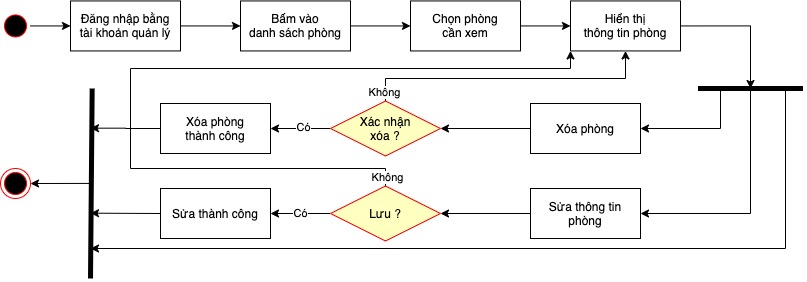 Đăng nhập bằng
tài khoản quản lý
Bấm vào
danh sách phòng
Chọn phòng
cần xem
Hiển thị
thông tin phòng
Không
Xóa phòng
thành công
Có
Xác nhận
xóa ?
Xóa phòng
Không
Sửa thành công
Có
Lưu ?
Sửa thông tin
phòng